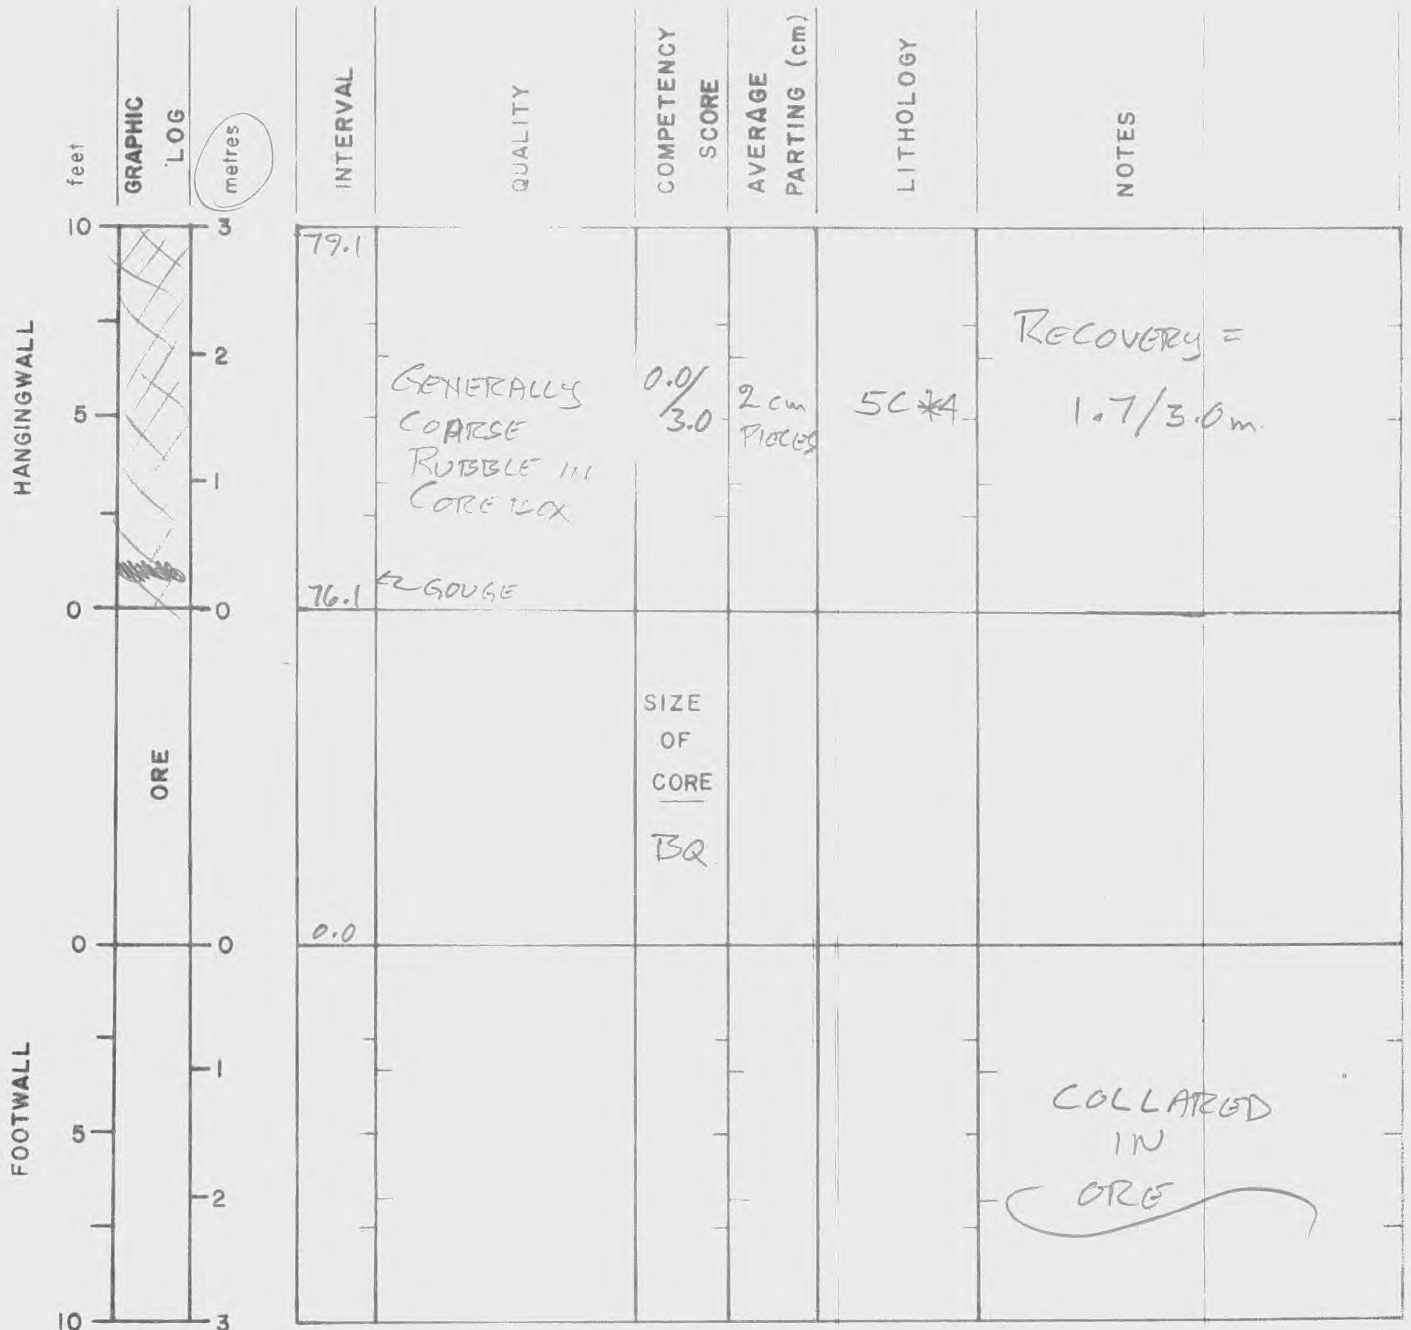 feet
GRAPHIC LOG
metres
INTERVAL
QUALITY
COMPETENCY SCORE
AVERAGE PARTING (cm)
LITHOLOGY
NOTES
HANGINGWALL
10
5
0
3
2
1
0
79.1
GENERALLY
COARSE
RUBBLE IN
CORE BOX
0.0/
3.0
2 cm
PIECES
5C*4
RECOVERY =
1.7/3.0m
76.1
GOUGE
ORE
SIZE
OF
CORE
BQ
0.0
FOOTWALL
0
5
10
0
1
2
3
COLLARED
IN
ORE